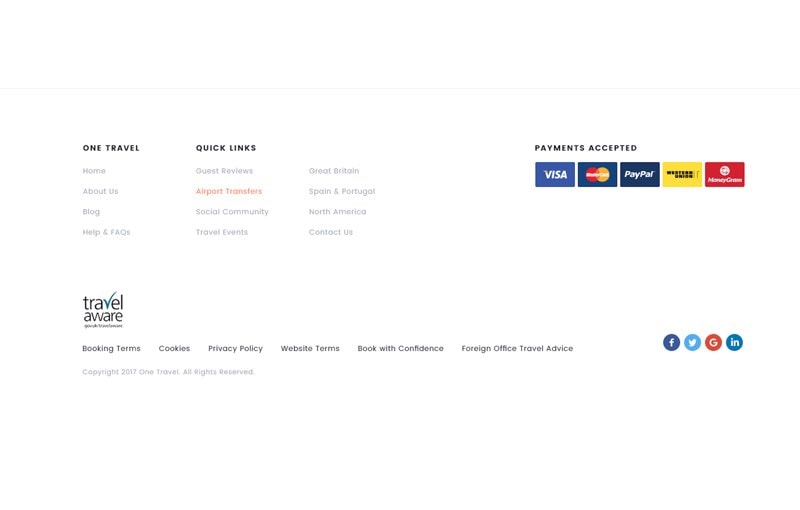 ONE TRAVEL
Home
About Us
Blog
Help & FAQs
QUICK LINKS
Guest Reviews
Airport Transfers
Social Community
Travel Events
Great Britain
Spain & Portugal
North America
Contact Us
PAYMENTS ACCEPTED
VISA
MasterCard
PayPal
WESTERN
UNION
MoneyGram
travel
aware
gov.uk/travelaware
Booking Terms Cookies Privacy Policy Website Terms Book with Confidence Foreign Office Travel Advice
Copyright 2017 One Travel. All Rights Reserved.
f
G
in